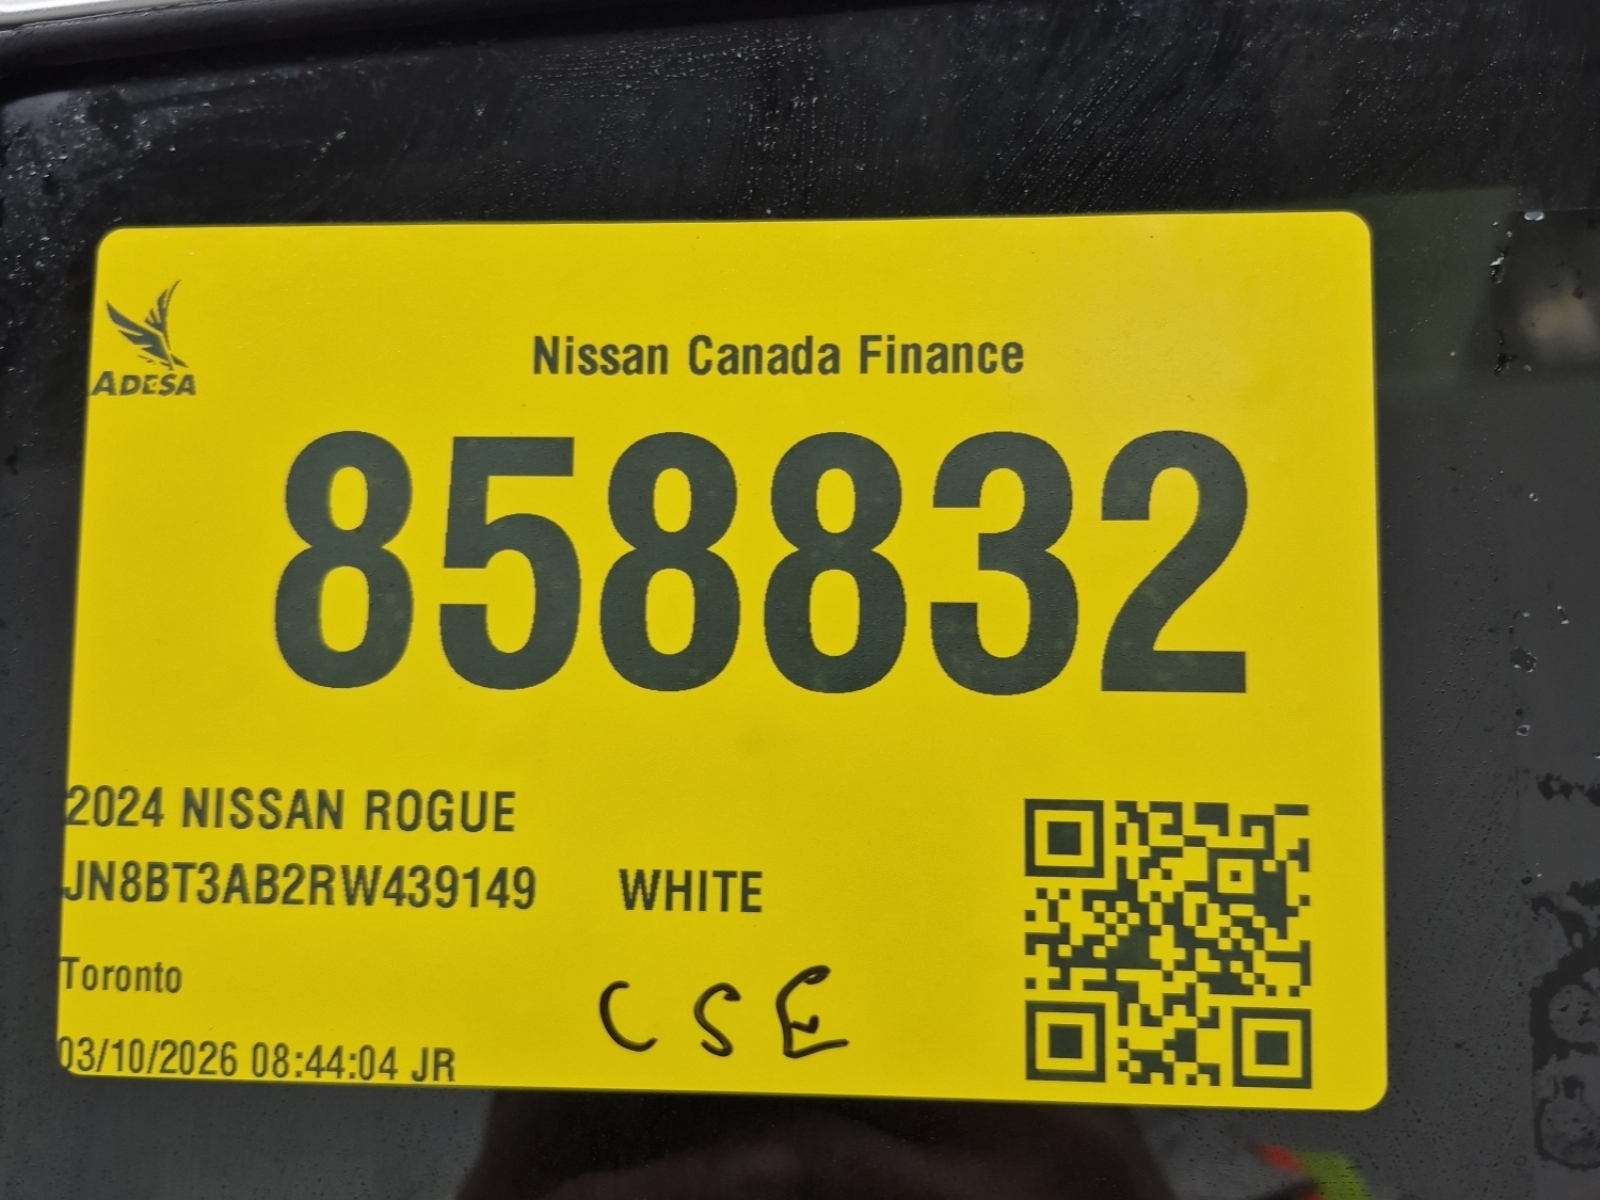 ADESA
Nissan Canada Finance
858832
2024 NISSAN ROGUE
JN8BT3AB2RW439149 WHITE
Toronto
CSE
03/10/2026 08:44:04 JR